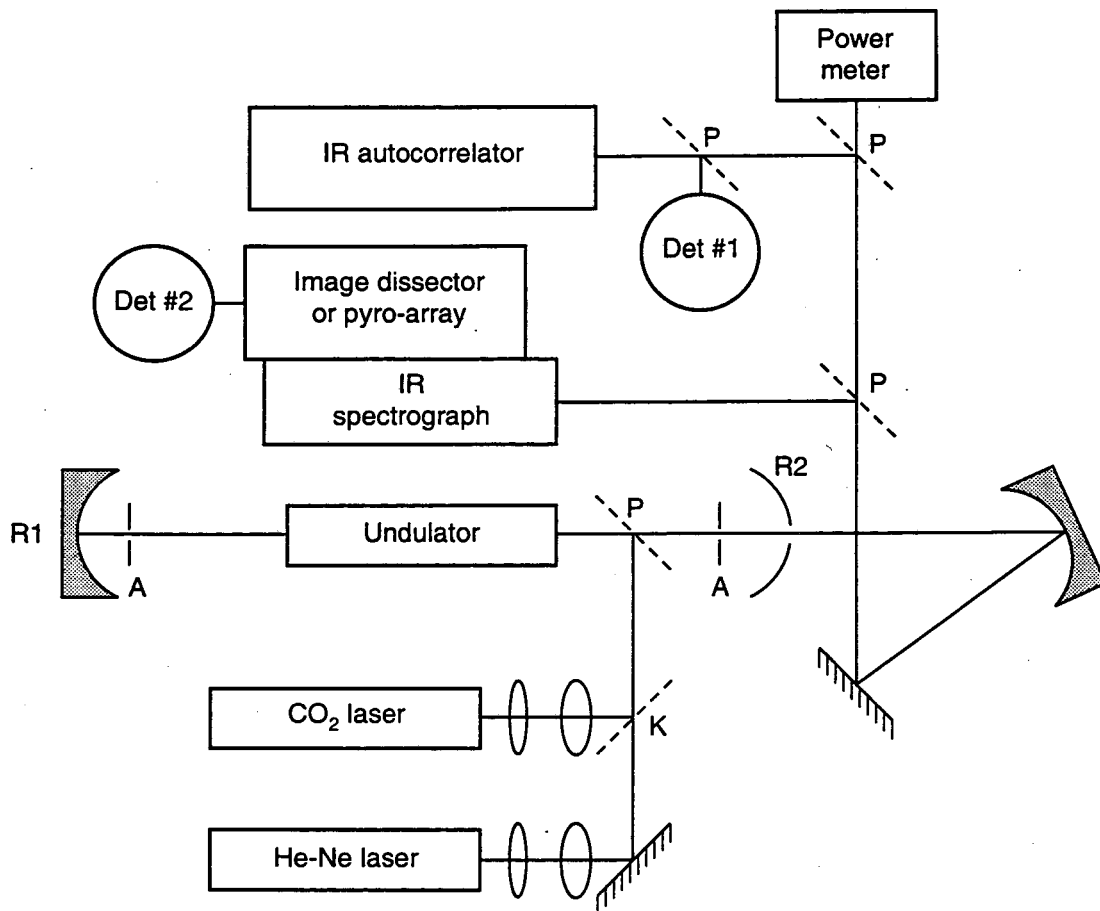 Power
meter
P
P
IR autocorrelator
Det #1
Image dissector
or pyro-array
Det #2
IR
spectrograph
P
R2
P
R1
Undulator
A
A
CO₂ laser
K
He-Ne laser